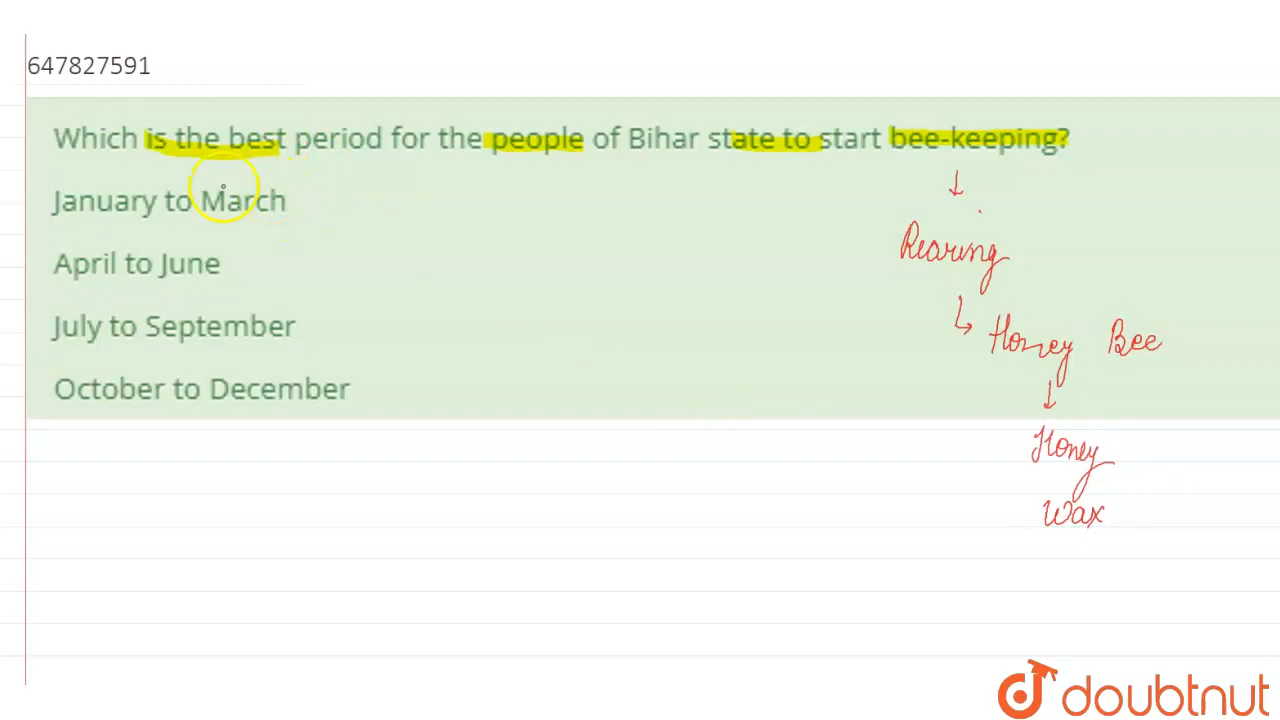 647827591
Which is the best period for the people of Bihar state to start bee-keeping?
January to March
April to June
July to September
October to December
Rearing
Honey Bee
Honey
Wax
doubtnut